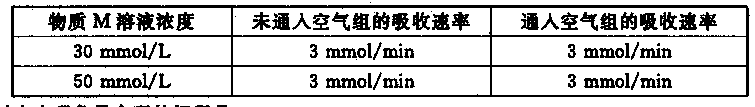 物质 M 溶液浓度 未通入空气组的吸收速率 通入空气组的吸收速率
30 mmol/L 3 mmol/min 3 mmol/min
50 mmol/L 3 mmol/min 3 mmol/min